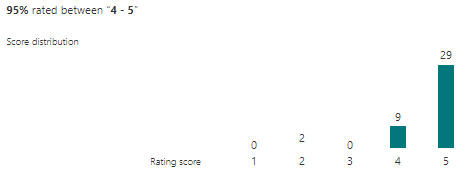 95% rated between "4 - 5"
Score distribution
29
9
2
0 0
Rating score 1 2 3 4 5